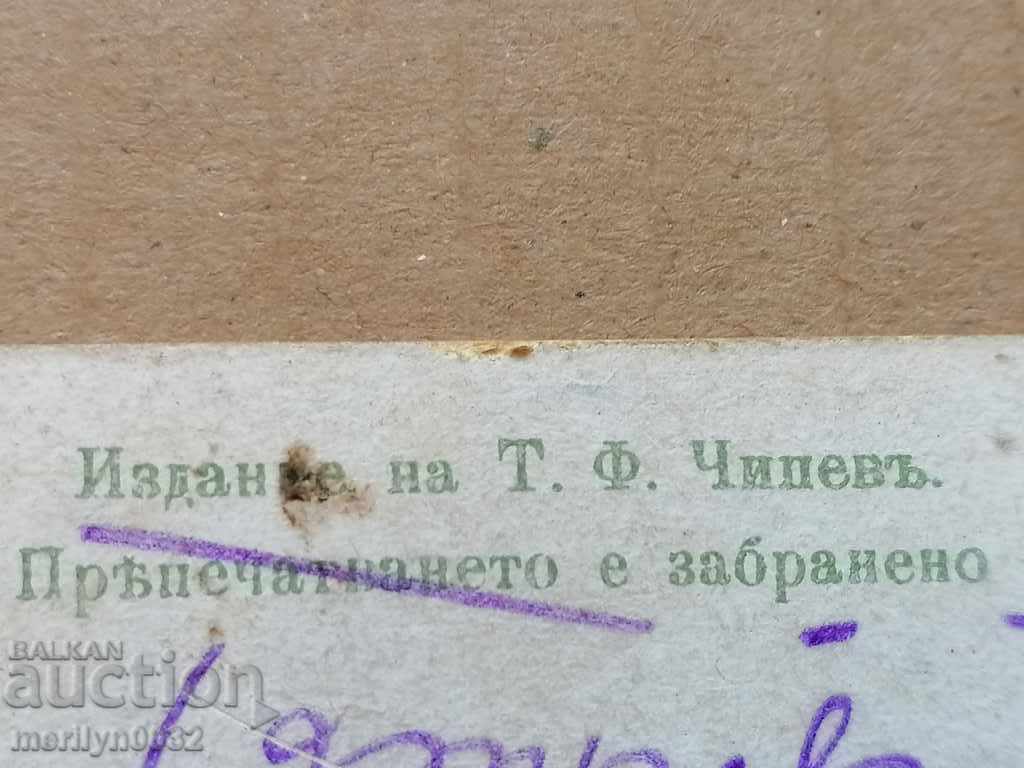 Издание на Т. Ф. Чипевъ.
Прѣпечатването е забранено
BALKAN
auction
merilyn0032